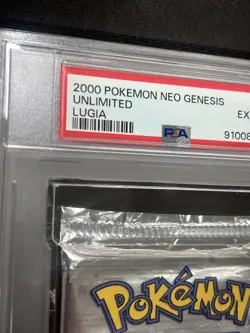 2000 POKEMON NEO GENESIS
UNLIMITED EX
LUGIA
PSA 9100
POKéMON